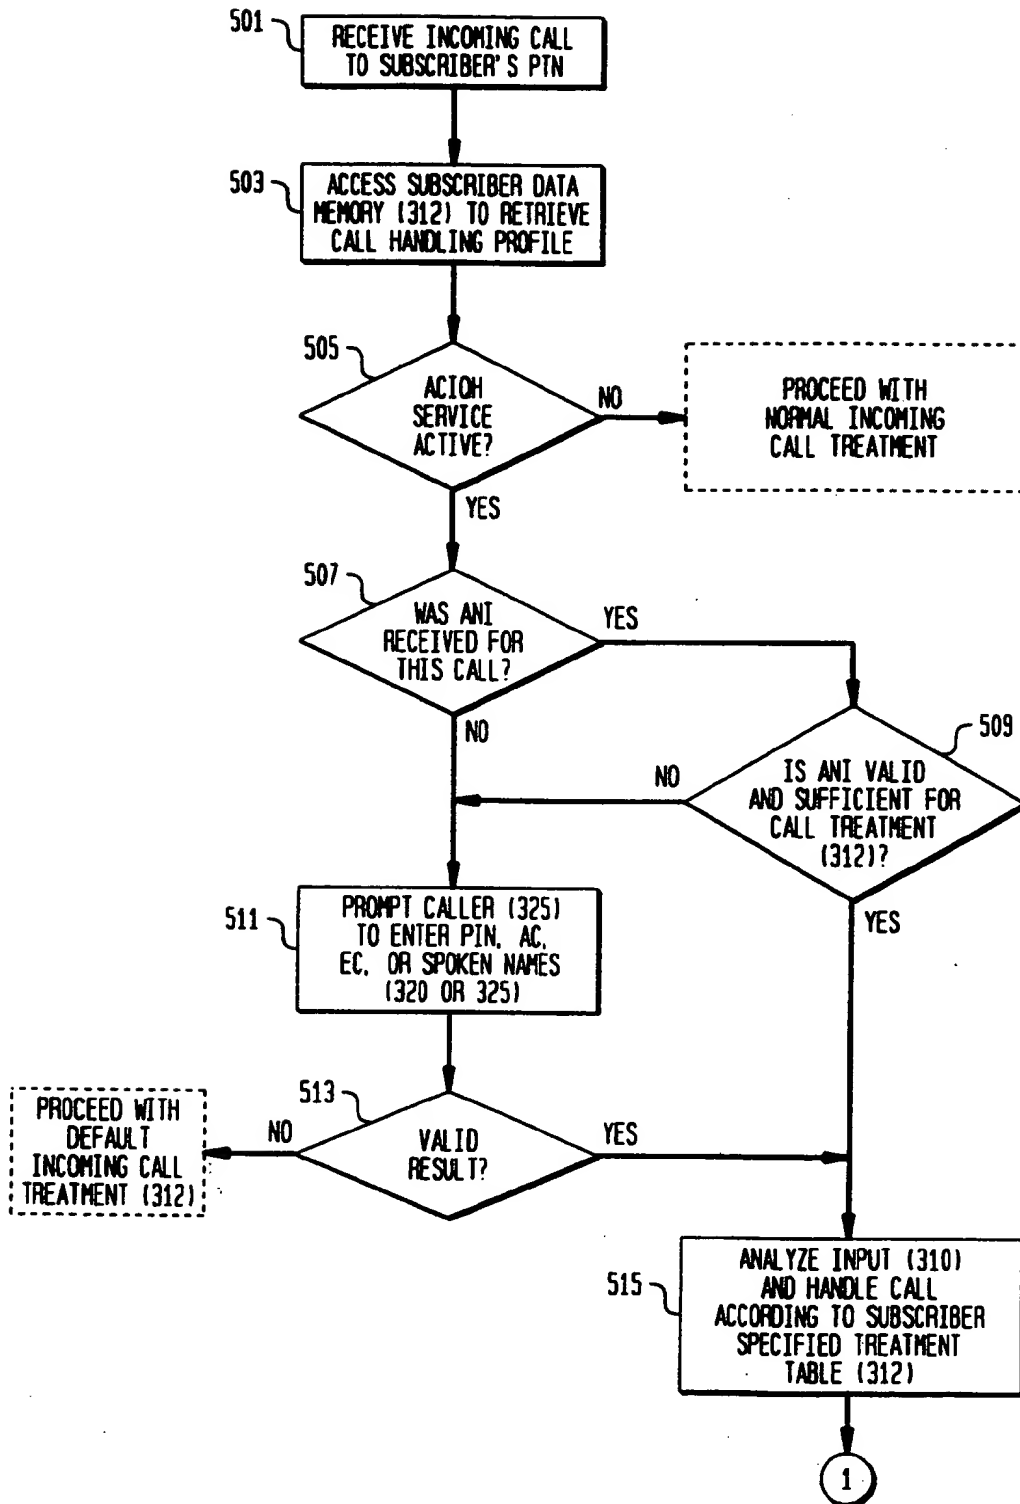 501
RECEIVE INCOMING CALL
TO SUBSCRIBER'S PTN
503
ACCESS SUBSCRIBER DATA
MEMORY (312) TO RETRIEVE
CALL HANDLING PROFILE
505
ACIOH
SERVICE
ACTIVE?
NO
PROCEED WITH
NORMAL INCOMING
CALL TREATMENT
YES
507
WAS ANI
RECEIVED FOR
THIS CALL?
YES
NO
509
IS ANI VALID
AND SUFFICIENT FOR
CALL TREATMENT
(312)?
NO
YES
511
PROMPT CALLER (325)
TO ENTER PIN, AC,
EC, OR SPOKEN NAMES
(320 OR 325)
513
VALID
RESULT?
NO
YES
PROCEED WITH
DEFAULT
INCOMING CALL
TREATMENT (312)
515
ANALYZE INPUT (310)
AND HANDLE CALL
ACCORDING TO SUBSCRIBER
SPECIFIED TREATMENT
TABLE (312)
1